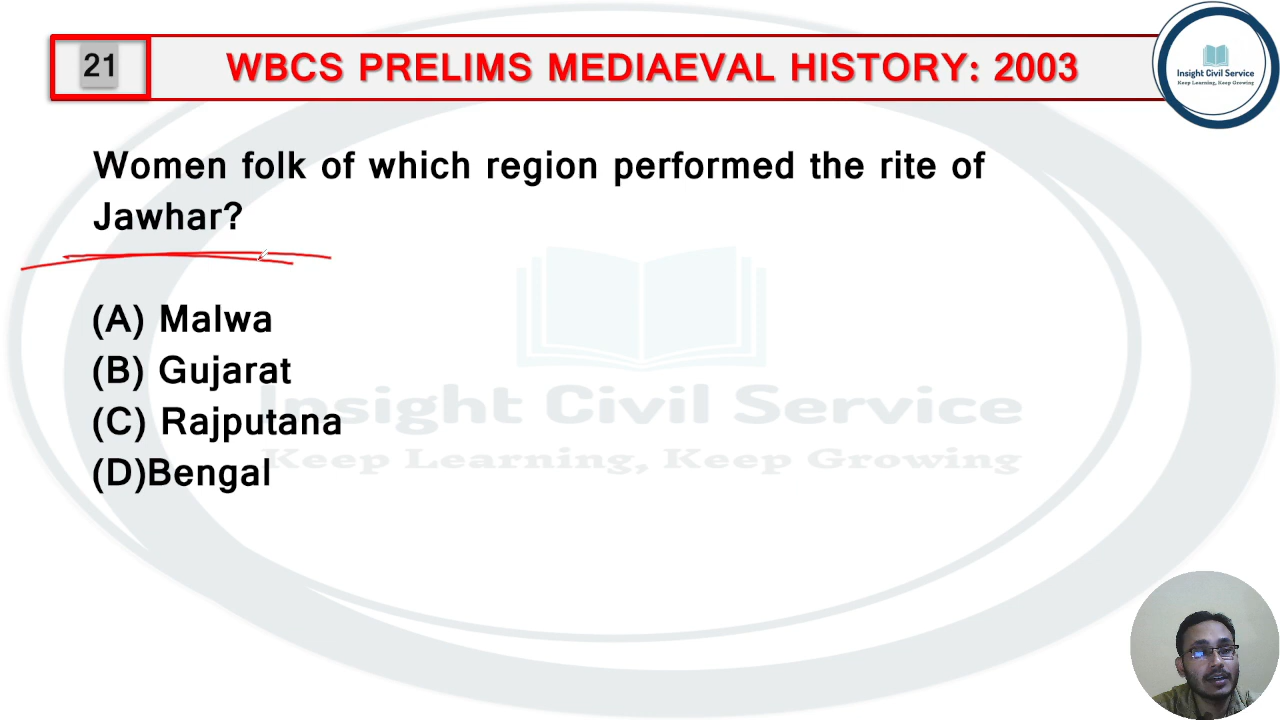 21
WBCS PRELIMS MEDIAEVAL HISTORY: 2003
Insight Civil Service
Keep Learning, Keep Growing
Women folk of which region performed the rite of
Jawhar?
(A) Malwa
(B) Gujarat
(C) Rajputana
(D)Bengal
Insight Civil Service
Keep Learning, Keep Growing